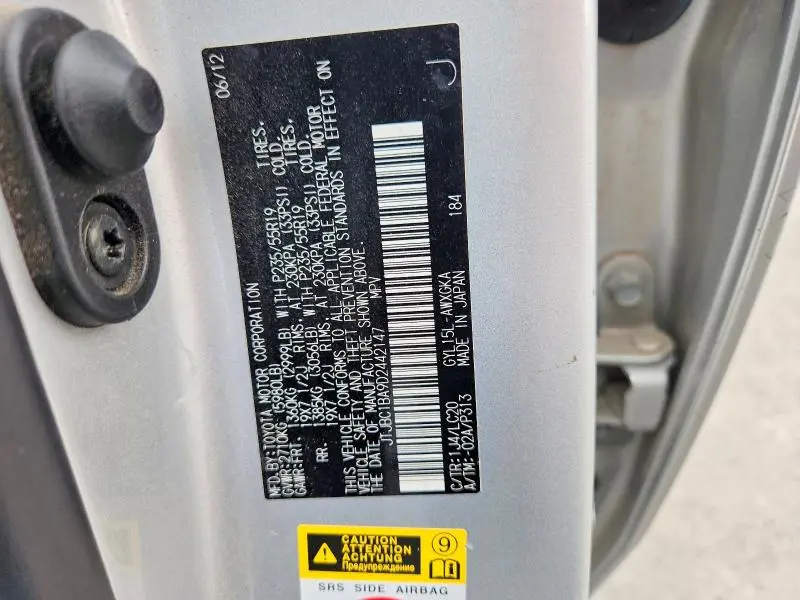 MFD.BY:TOYOTA MOTOR CORPORATION 06/12
GVWR:2710KG (5980LB)
GAWR:FRT. 1360KG (2999LB) WITH P235/55R19 TIRES.
19X7 1/2J RIMS. AT 230KPA (33PSI) COLD.
RR. 1385KG (3056LB) WITH P235/55R19 TIRES.
19X7 1/2J RIMS. AT 230KPA (33PSI) COLD.
THIS VEHICLE CONFORMS TO ALL APPLICABLE FEDERAL MOTOR
VEHICLE SAFETY AND THEFT PREVENTION STANDARDS IN EFFECT ON
THE DATE OF MANUFACTURE SHOWN ABOVE.
JTJBC1BA9D2442147 MPV
J
C/TR:1J4/LC20 GYL15L-AWXGKA 184
A/TM:-02A/P313 MADE IN JAPAN
CAUTION
ATTENTION
ACHTUNG
Предупреждение
9
SRS SIDE AIRBAG